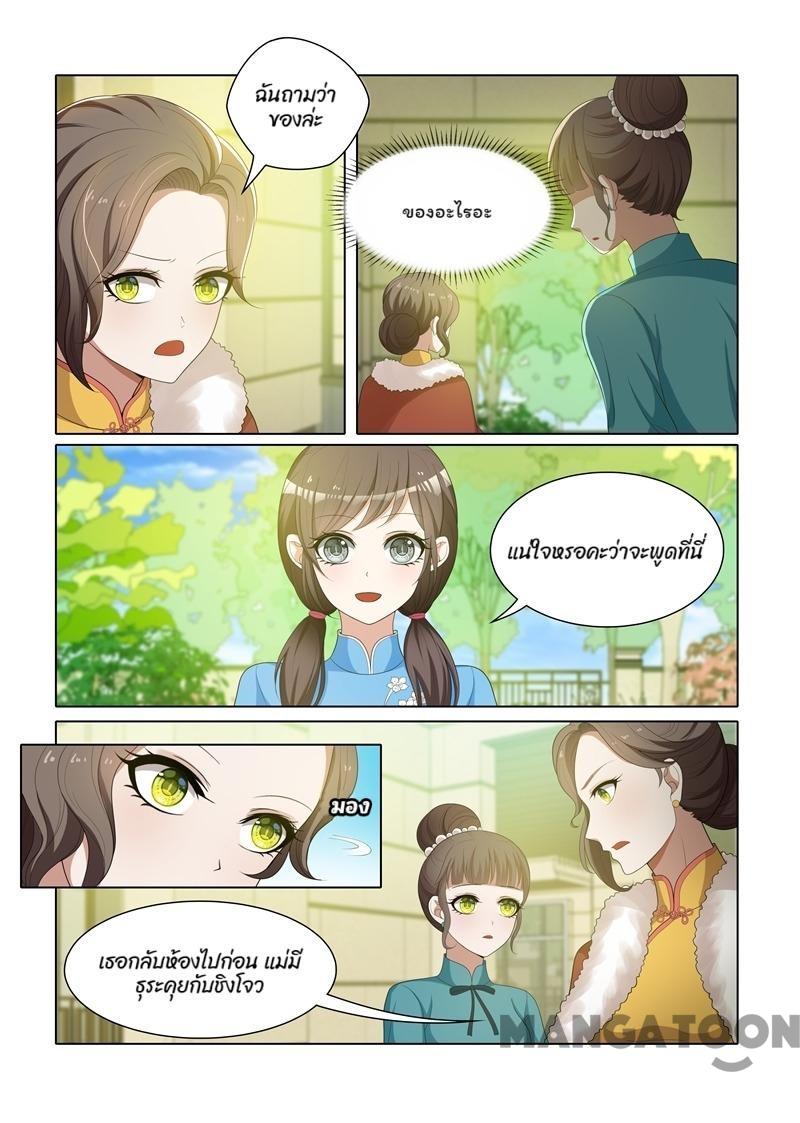 ฉันถามว่า
ของล่ะ
ของอะไรอะ
แน่ใจหรอคะว่าจะพูดที่นี่
มอง
เธอกลับห้องไปก่อน แม่มี
ธุระคุยกับชิงโจว
MANGATOON